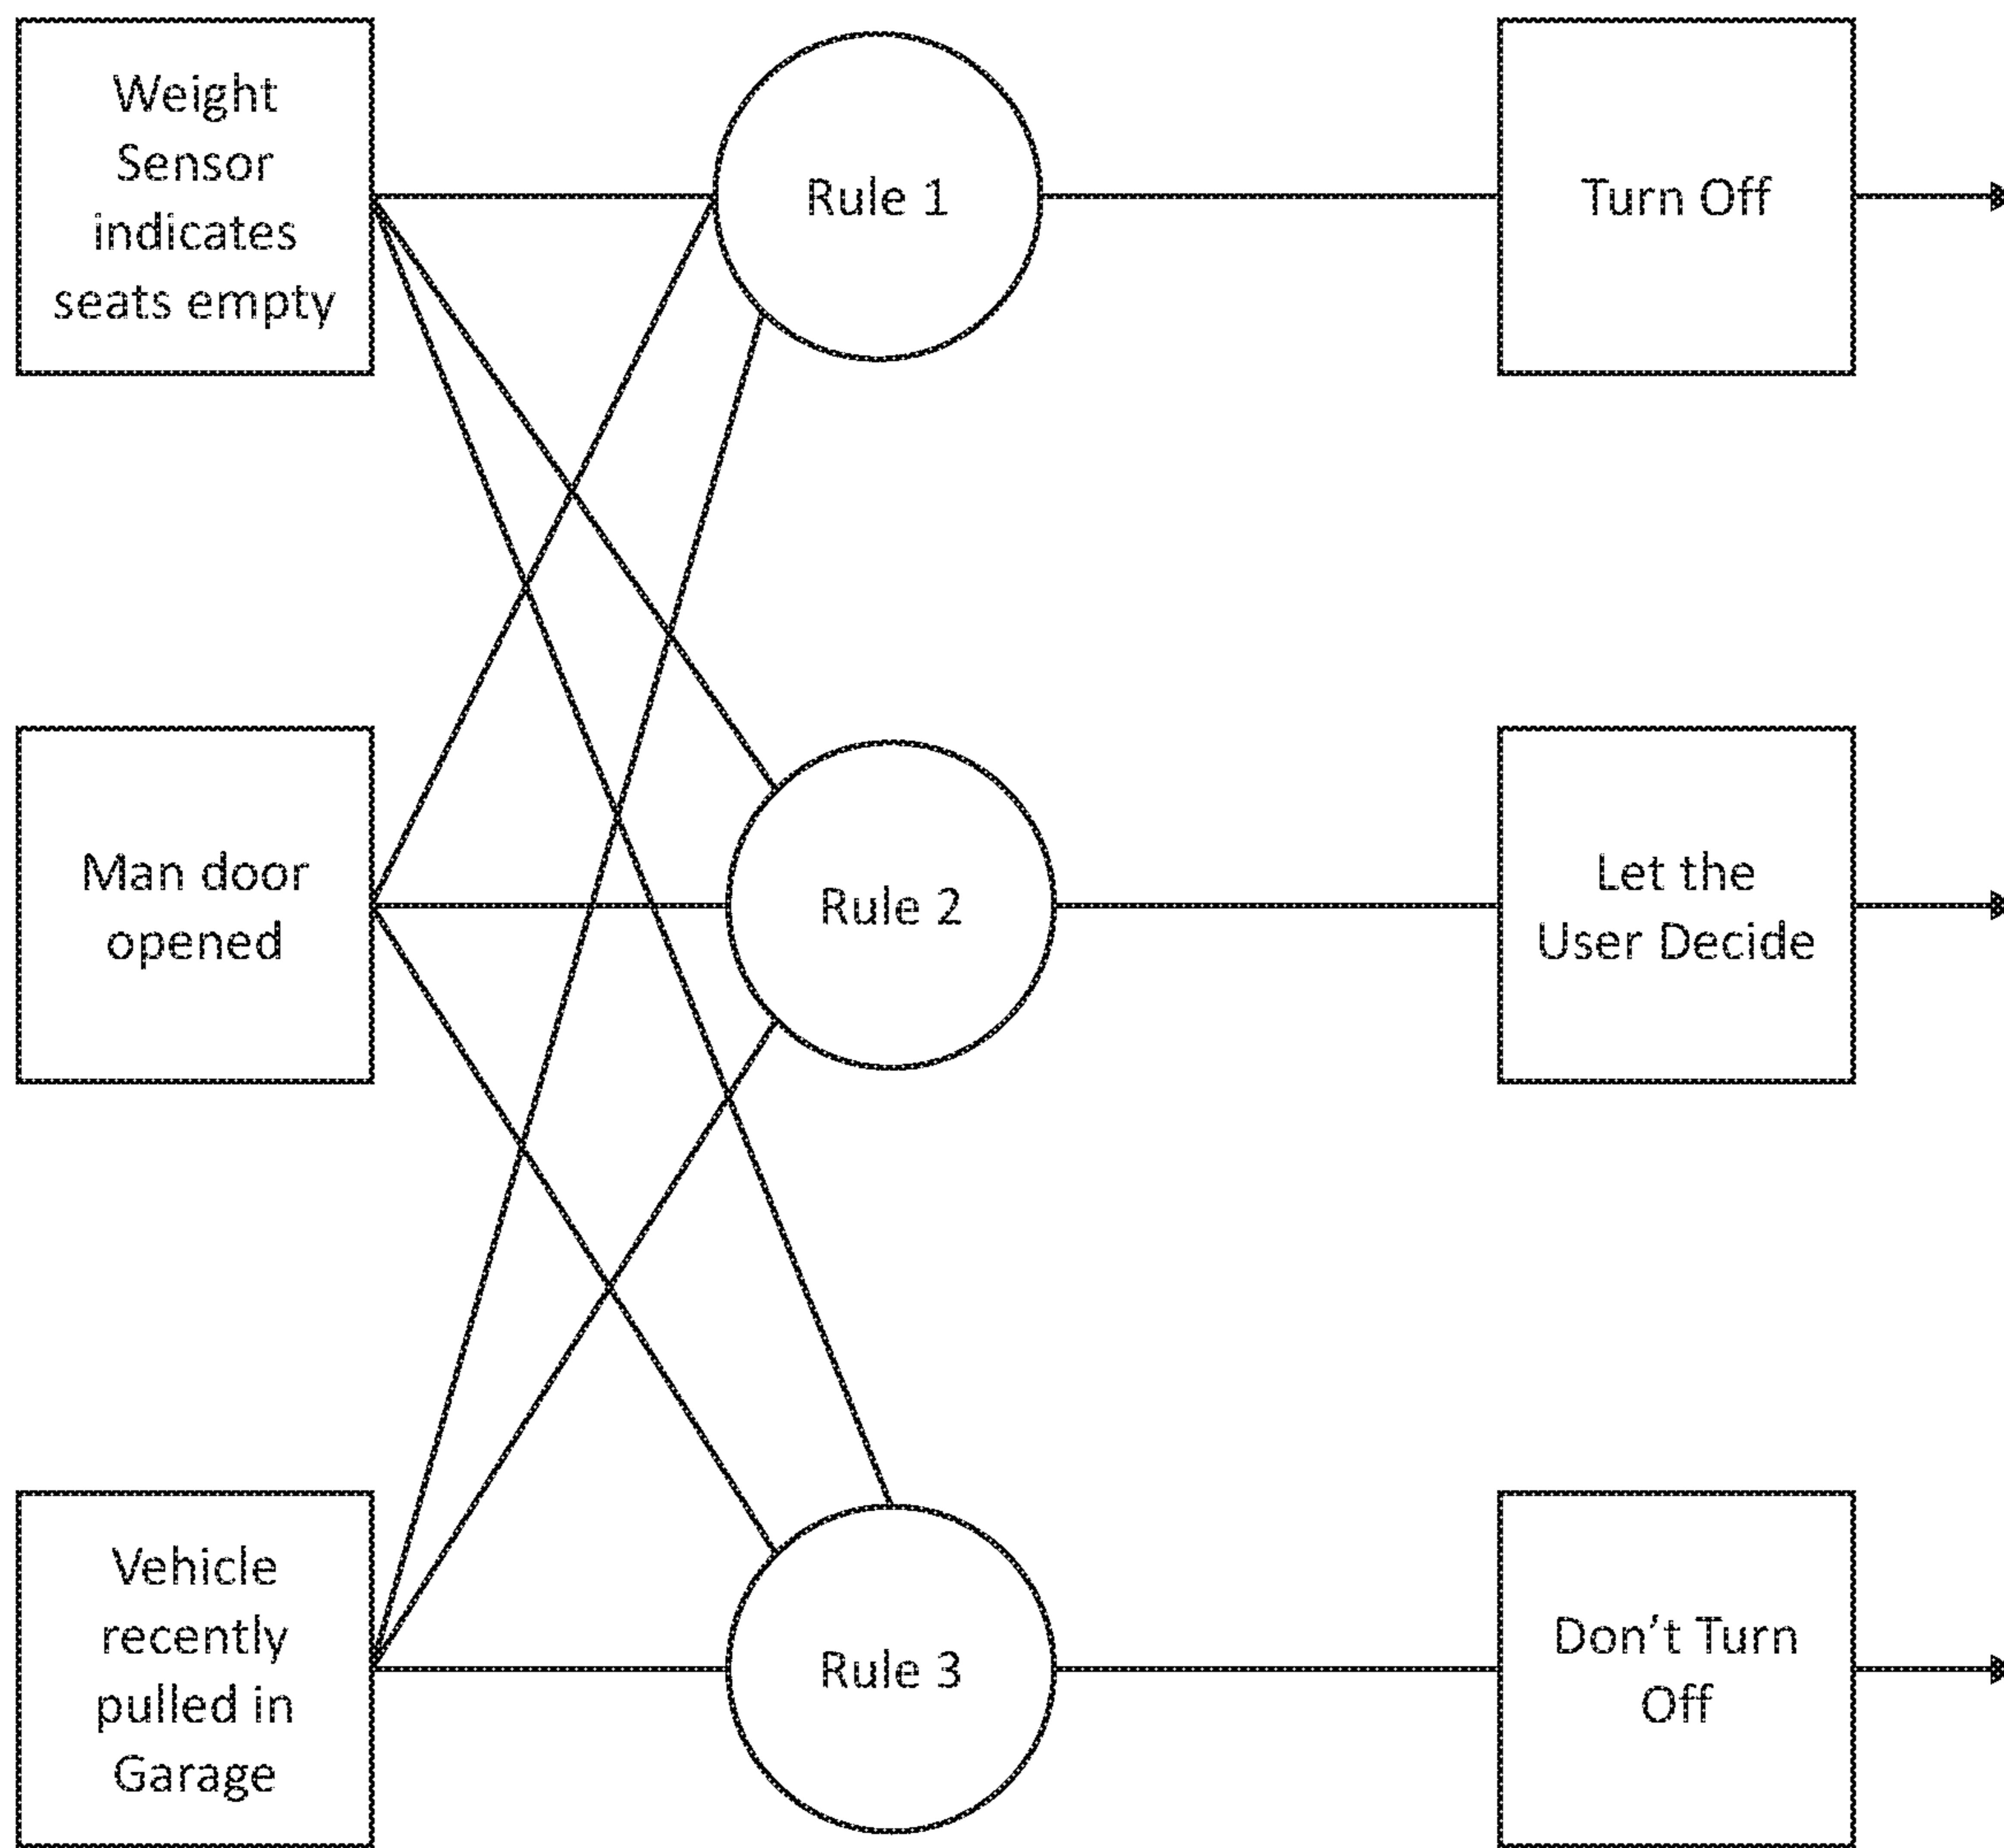 Weight
Sensor
indicates
seats empty
Rule 1
Turn Off
Man door
opened
Rule 2
Let the
User Decide
Vehicle
recently
pulled in
Garage
Rule 3
Don't Turn
Off